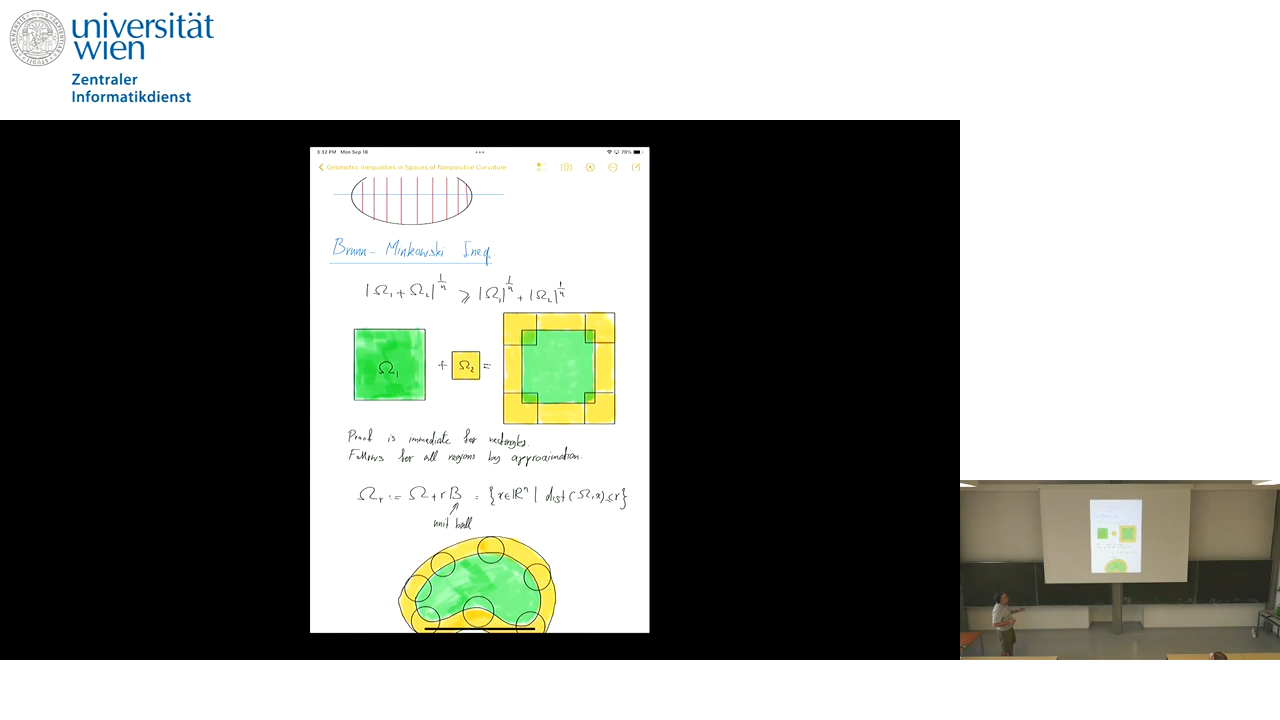 universität
wien
Zentraler
Informatikdienst
3:32 PM Mon Sep 18
79%
Geometric Inequalities in Spaces of Nonpositive Curvature
Brunn-Minkowski Ineq
|Ω₁+Ω₂|^{1/n} ⩾ |Ω₁|^{1/n} + |Ω₂|^{1/n}
Ω₁ + Ω₂ =
Proof is immediate for rectangles.
Follows for all regions by approximation.
Ω_r := Ω+rB = {x∈ℝⁿ | dist(Ω,x)≤r}
unit ball